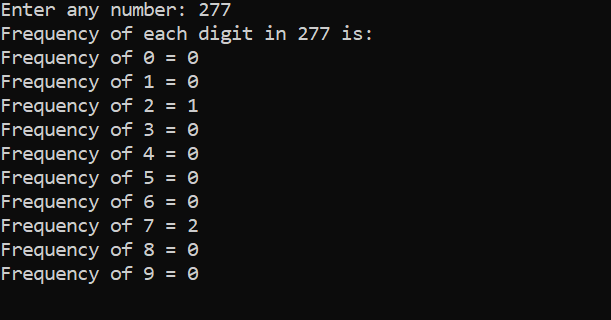 Enter any number: 277
Frequency of each digit in 277 is:
Frequency of 0 = 0
Frequency of 1 = 0
Frequency of 2 = 1
Frequency of 3 = 0
Frequency of 4 = 0
Frequency of 5 = 0
Frequency of 6 = 0
Frequency of 7 = 2
Frequency of 8 = 0
Frequency of 9 = 0